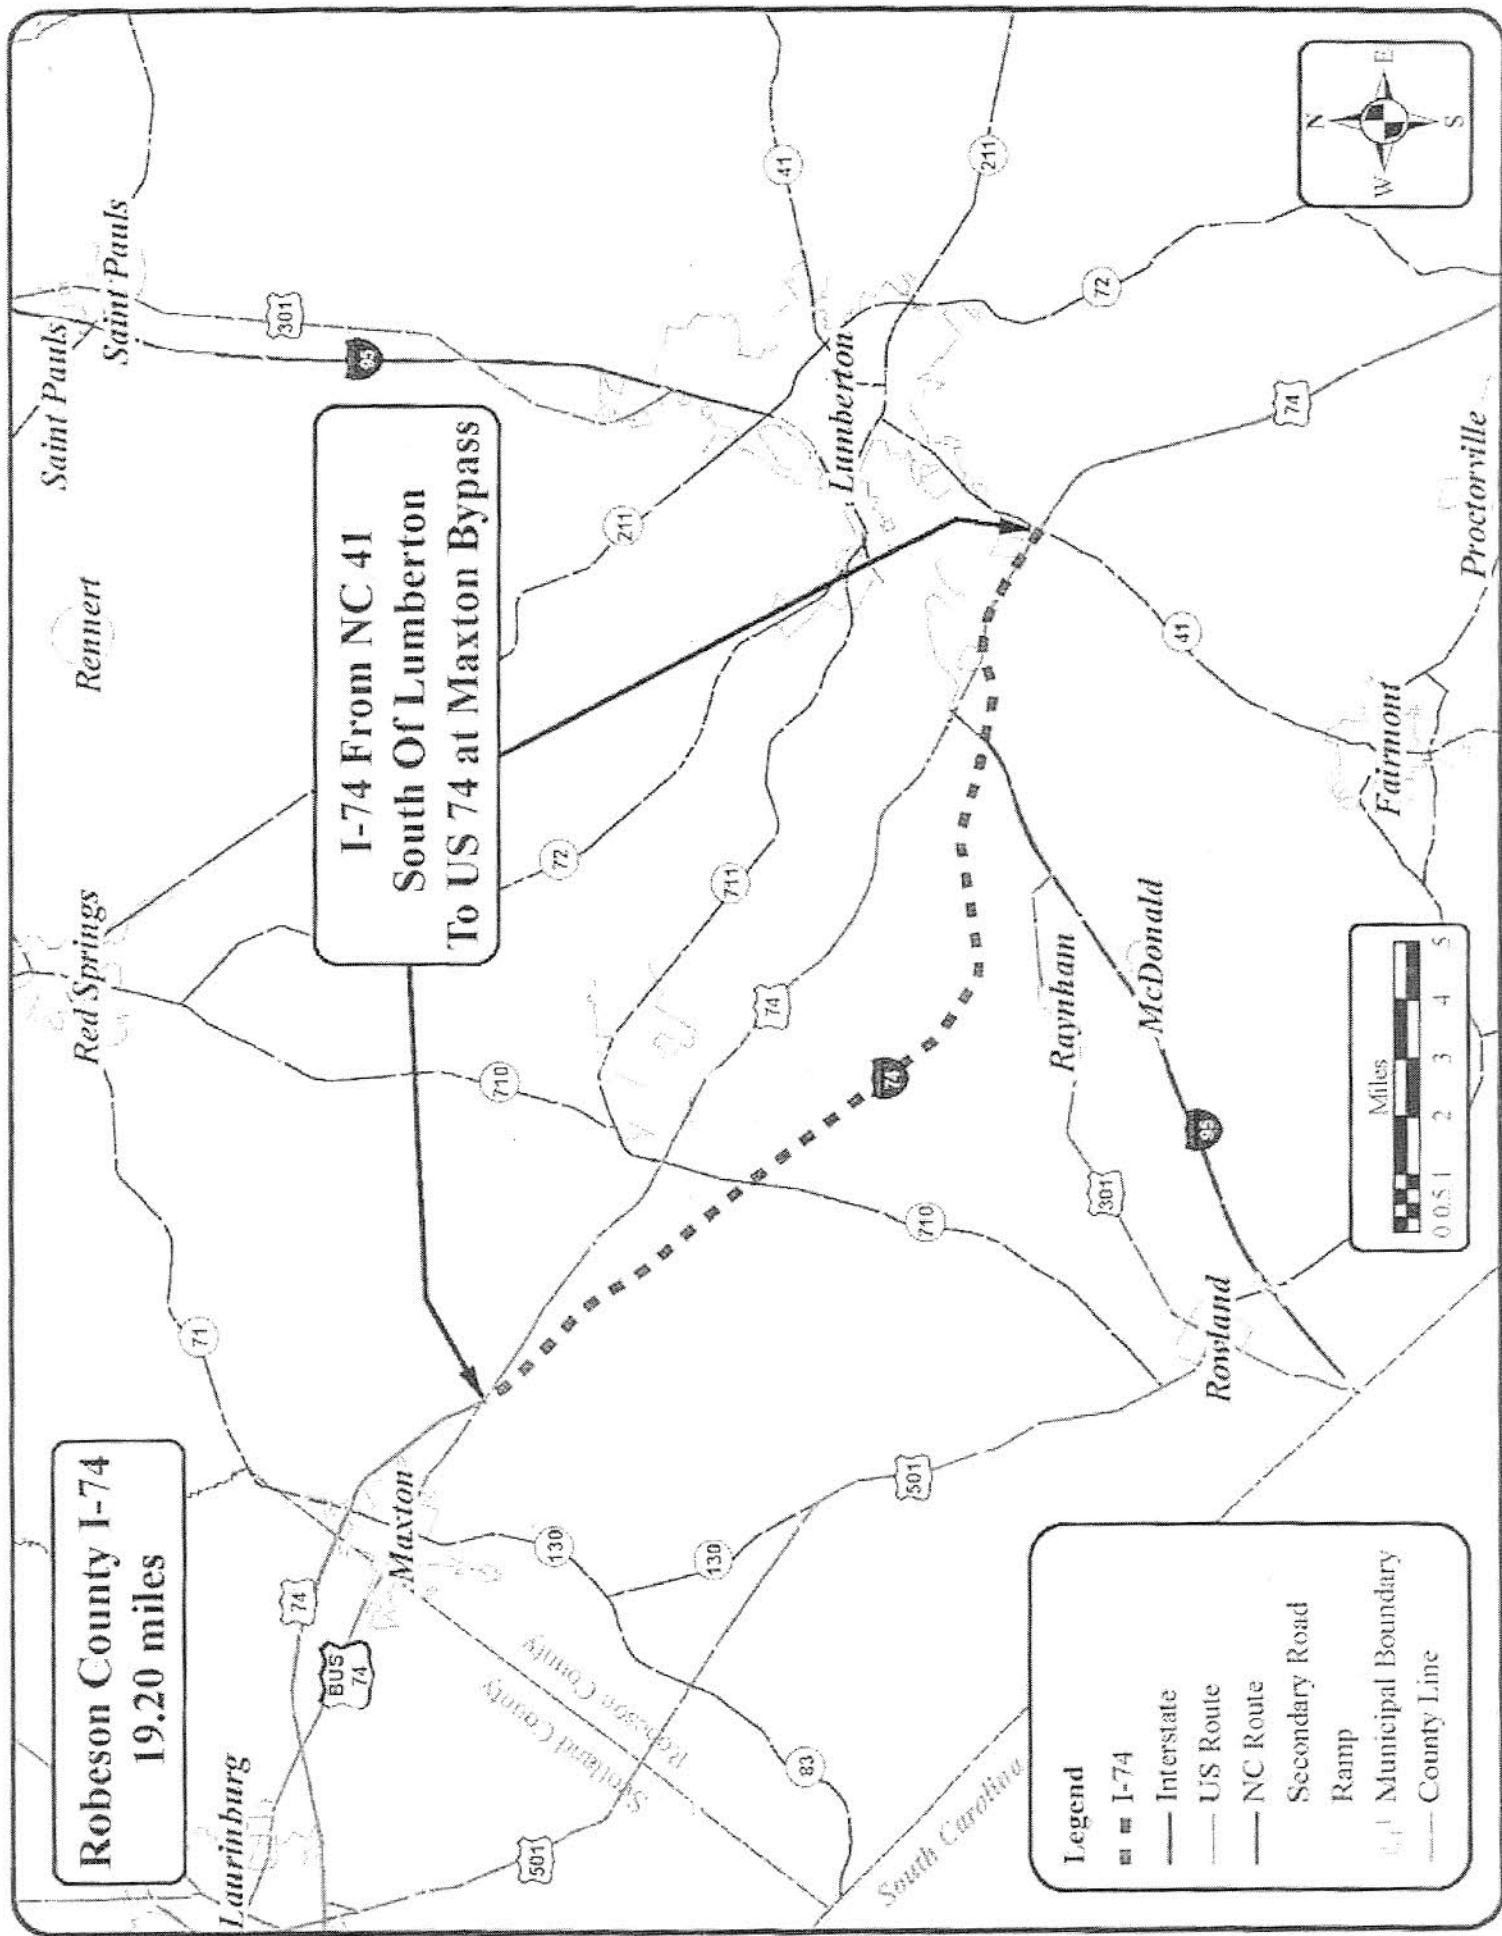 Robeson County I-74
19.20 miles
I-74 From NC 41
South Of Lumberton
To US 74 at Maxton Bypass
Laurinburg
Maxton
Red Springs
Rennert
Saint Pauls
Saint Pauls
Lumberton
Raynham
McDonald
Rowland
Fairmont
Proctorville
Scotland County
Robeson County
South Carolina
74
BUS
74
71
501
130
130
83
501
710
710
74
711
72
211
301
95
41
211
72
74
41
74
301
95
Legend
I-74
Interstate
US Route
NC Route
Secondary Road
Ramp
Municipal Boundary
County Line
Miles
0 0.5 1 2 3 4 5
N
W E
S